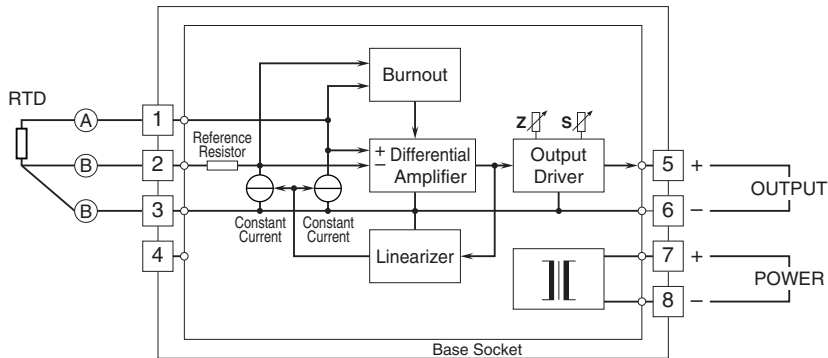 RTD
A
B
B
1
2
3
4
Reference
Resistor
Burnout
+
−
Differential
Amplifier
Z
S
Output
Driver
Constant
Current
Constant
Current
Linearizer
5
6
7
8
+
−
OUTPUT
+
−
POWER
Base Socket